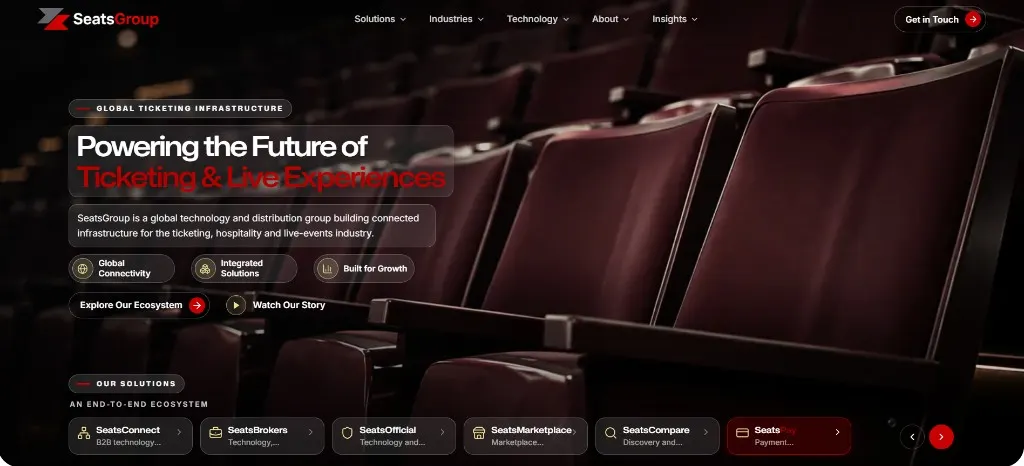 SeatsGroup
Solutions Industries Technology About Insights
Get in Touch
GLOBAL TICKETING INFRASTRUCTURE
Powering the Future of
Ticketing & Live Experiences
SeatsGroup is a global technology and distribution group building connected
infrastructure for the ticketing, hospitality and live-events industry.
Global
Connectivity
Integrated
Solutions
Built for Growth
Explore Our Ecosystem
Watch Our Story
OUR SOLUTIONS
AN END-TO-END ECOSYSTEM
SeatsConnect
B2B technology...
SeatsBrokers
Technology,...
SeatsOfficial
Technology and...
SeatsMarketplace
Marketplace...
SeatsCompare
Discovery and...
SeatsPay
Payment...